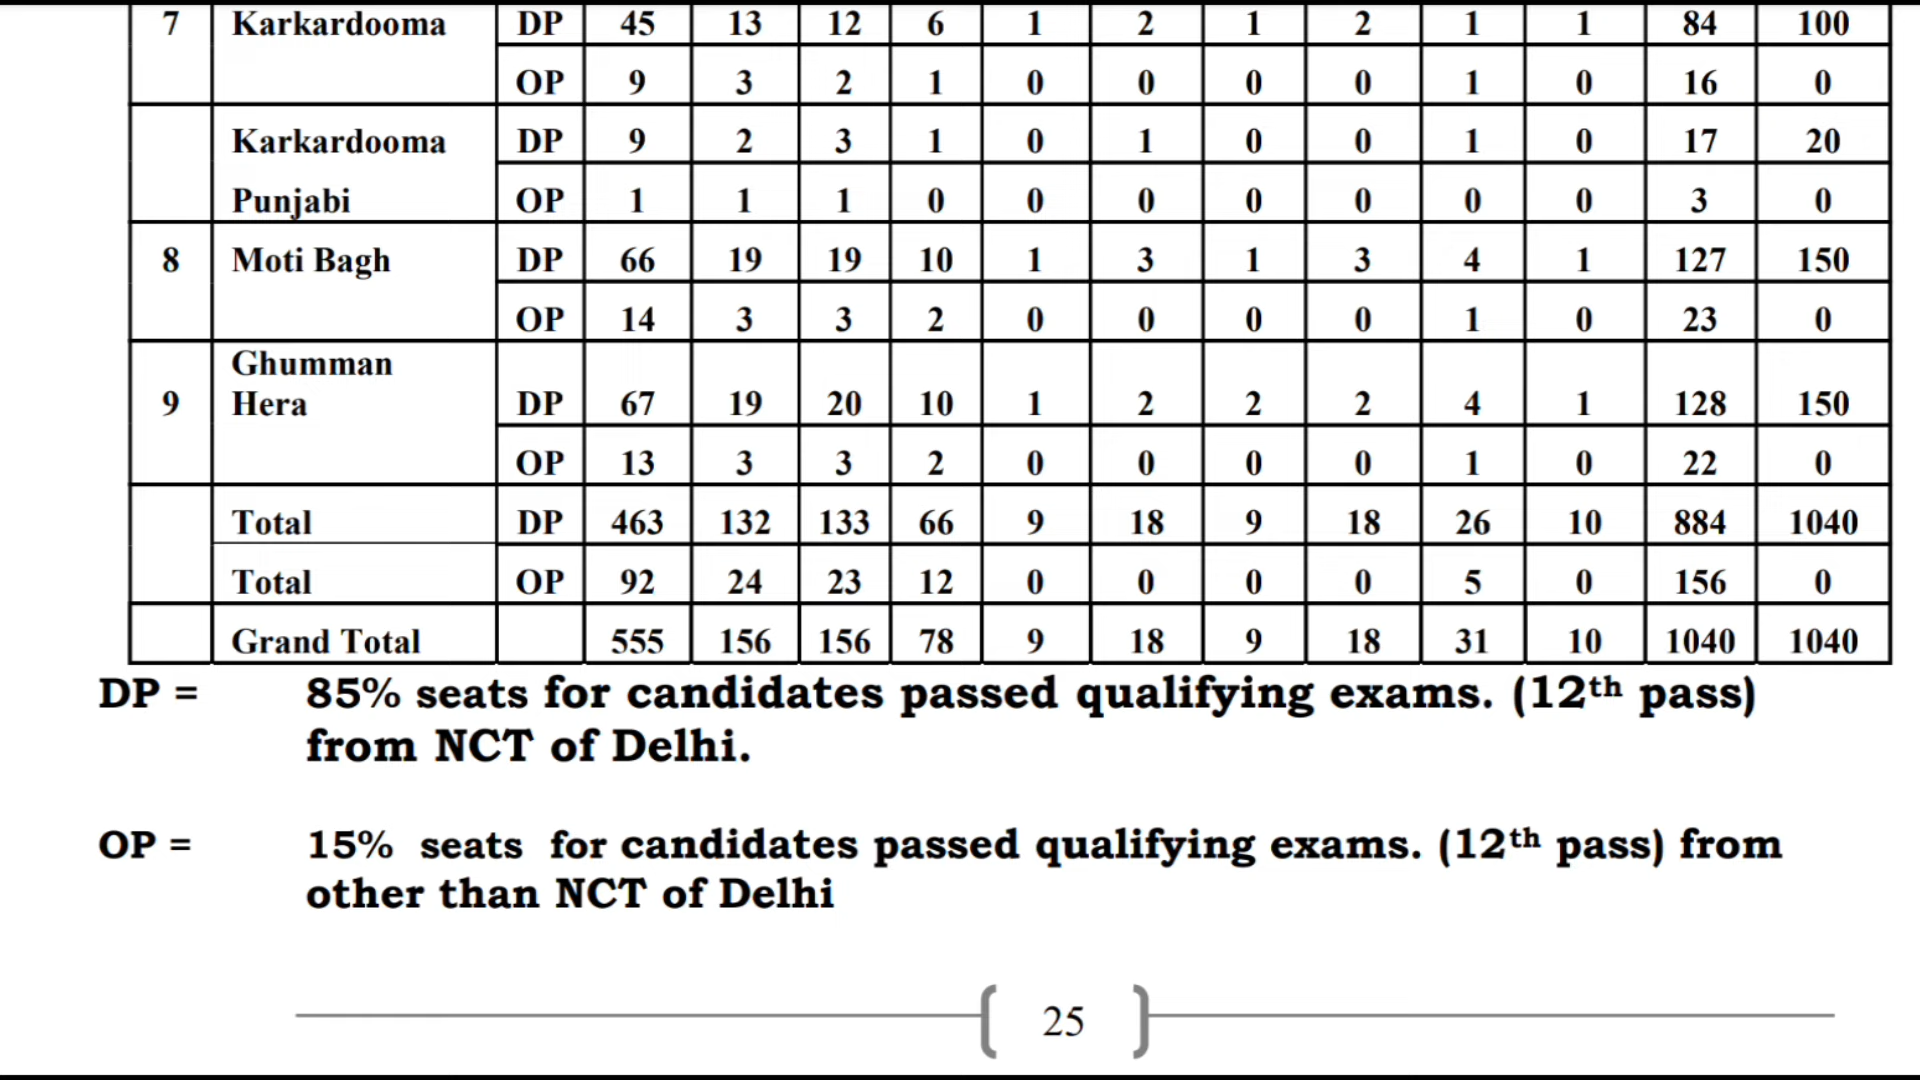 7 Karkardooma DP 45 13 12 6 1 2 1 2 1 1 84 100
OP 9 3 2 1 0 0 0 0 1 0 16 0
Karkardooma DP 9 2 3 1 0 1 0 0 1 0 17 20
Punjabi OP 1 1 1 0 0 0 0 0 0 0 3 0
8 Moti Bagh DP 66 19 19 10 1 3 1 3 4 1 127 150
OP 14 3 3 2 0 0 0 0 1 0 23 0
Ghumman
9 Hera DP 67 19 20 10 1 2 2 2 4 1 128 150
OP 13 3 3 2 0 0 0 0 1 0 22 0
Total DP 463 132 133 66 9 18 9 18 26 10 884 1040
Total OP 92 24 23 12 0 0 0 0 5 0 156 0
Grand Total 555 156 156 78 9 18 9 18 31 10 1040 1040
DP = 85% seats for candidates passed qualifying exams. (12th pass)
from NCT of Delhi.
OP = 15% seats for candidates passed qualifying exams. (12th pass) from
other than NCT of Delhi
25